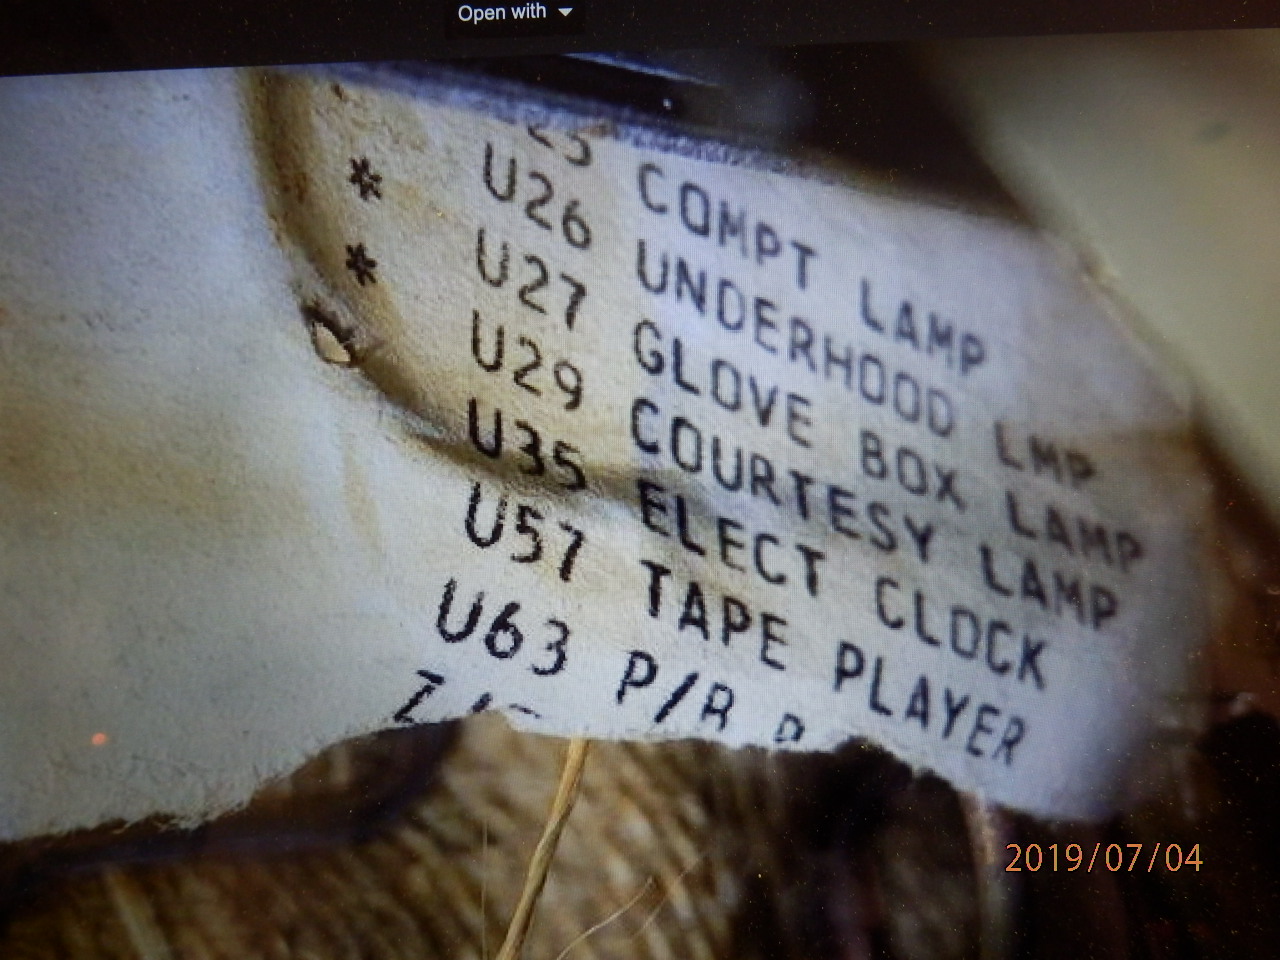 Open with
25 COMPT LAMP
* U26 UNDERHOOD LMP
* U27 GLOVE BOX LAMP
U29 COURTESY LAMP
U35 ELECT CLOCK
U57 TAPE PLAYER
U63
2019/07/04